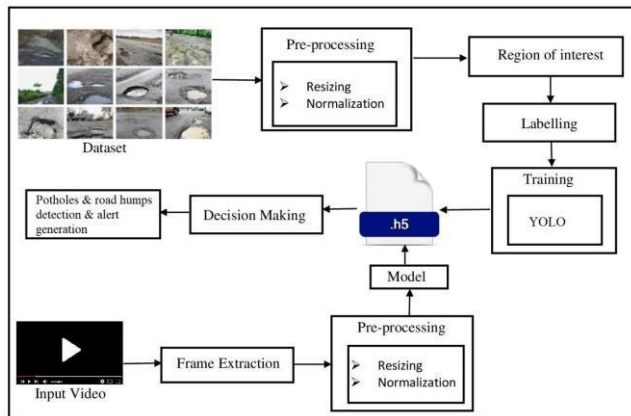 Pre-processing
➢ Resizing
➢ Normalization
Region of interest
Dataset
Labelling
Training
YOLO
Potholes & road humps
detection & alert
generation
Decision Making
.h5
Model
Pre-processing
➢ Resizing
➢ Normalization
Frame Extraction
Input Video